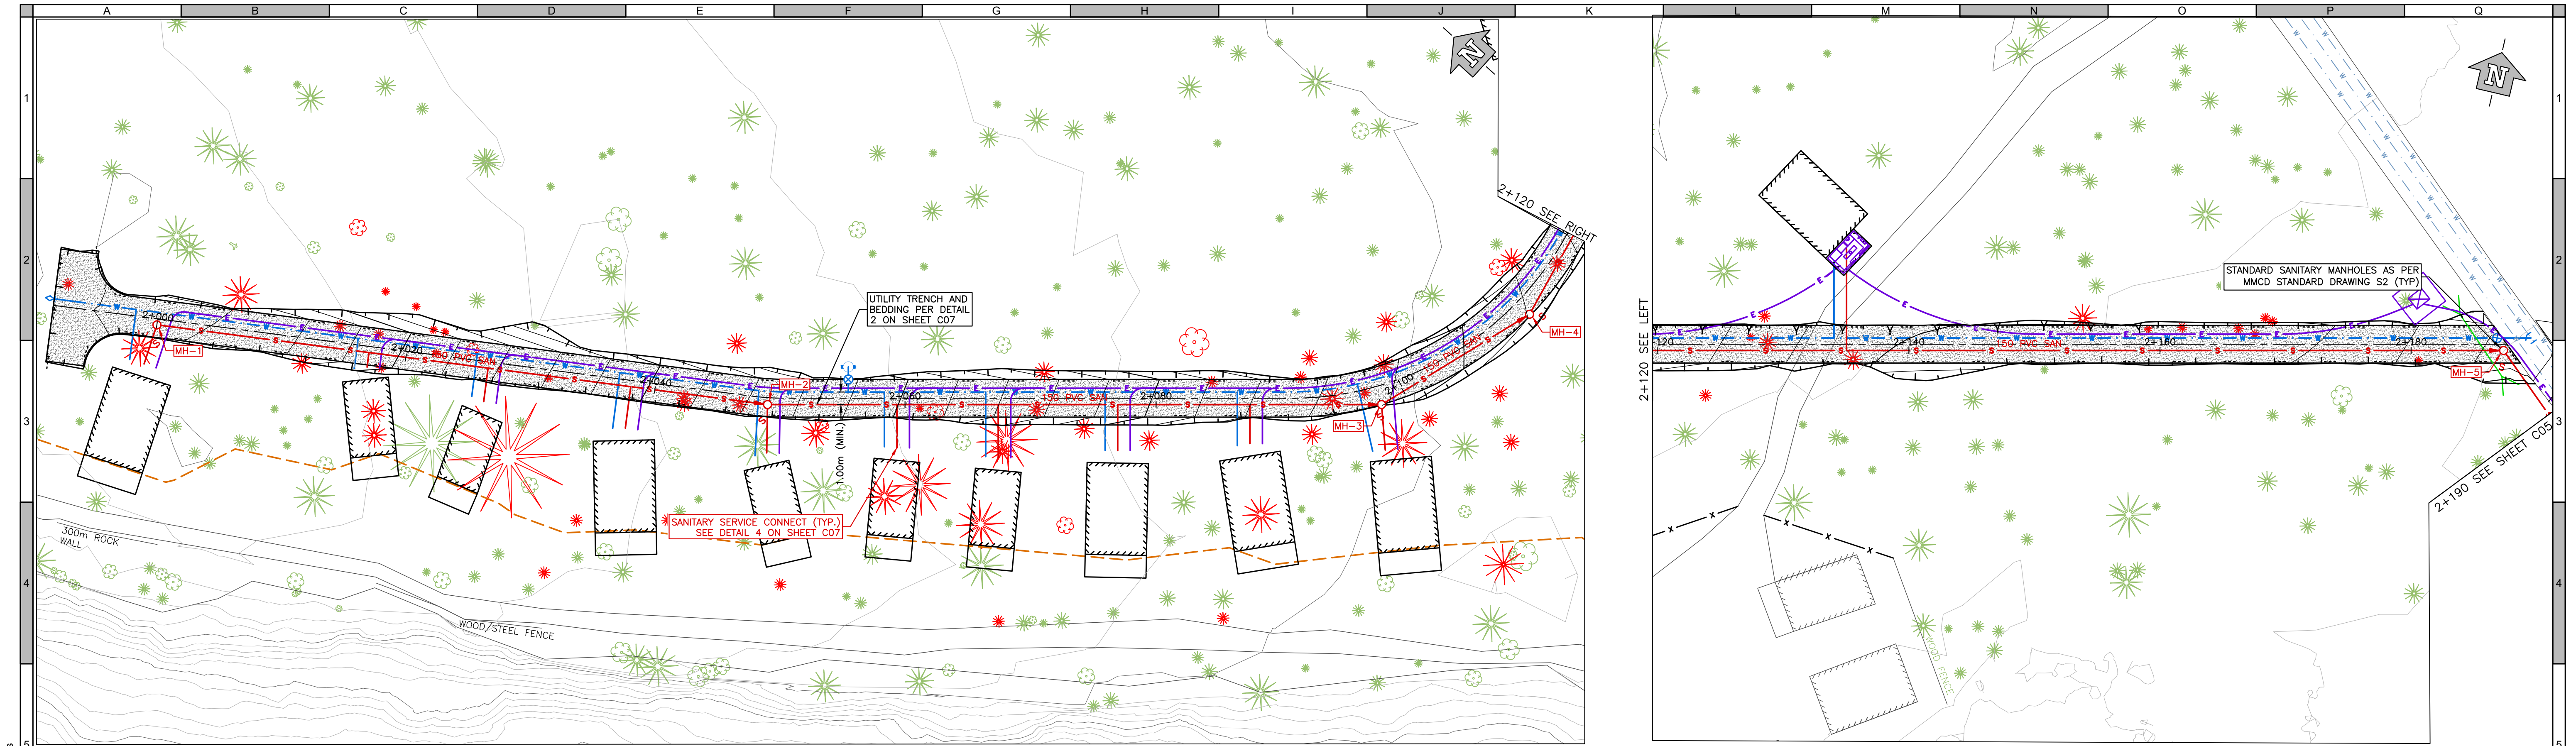 A B C D E F G H I J K L M N O P Q
1 1
2 2
3 3
4 4
5 5
N
N
2+120 SEE RIGHT
2+120 SEE LEFT
STANDARD SANITARY MANHOLES AS PER
MMCD STANDARD DRAWING S2 (TYP)
UTILITY TRENCH AND
BEDDING PER DETAIL
2 ON SHEET C07
2+000
MH-1
2+020
150 PVC SAN
2+040
MH-2
2+060
150 PVC SAN
2+080
MH-3
2+100
150 PVC SAN
MH-4
120
2+140
150 PVC SAN
2+160
2+180
MH-5
1.00m (MIN.)
SANITARY SERVICE CONNECT (TYP.)
SEE DETAIL 4 ON SHEET C07
2+190 SEE SHEET C05
300m ROCK
WALL
WOOD/STEEL FENCE
WOOD FENCE